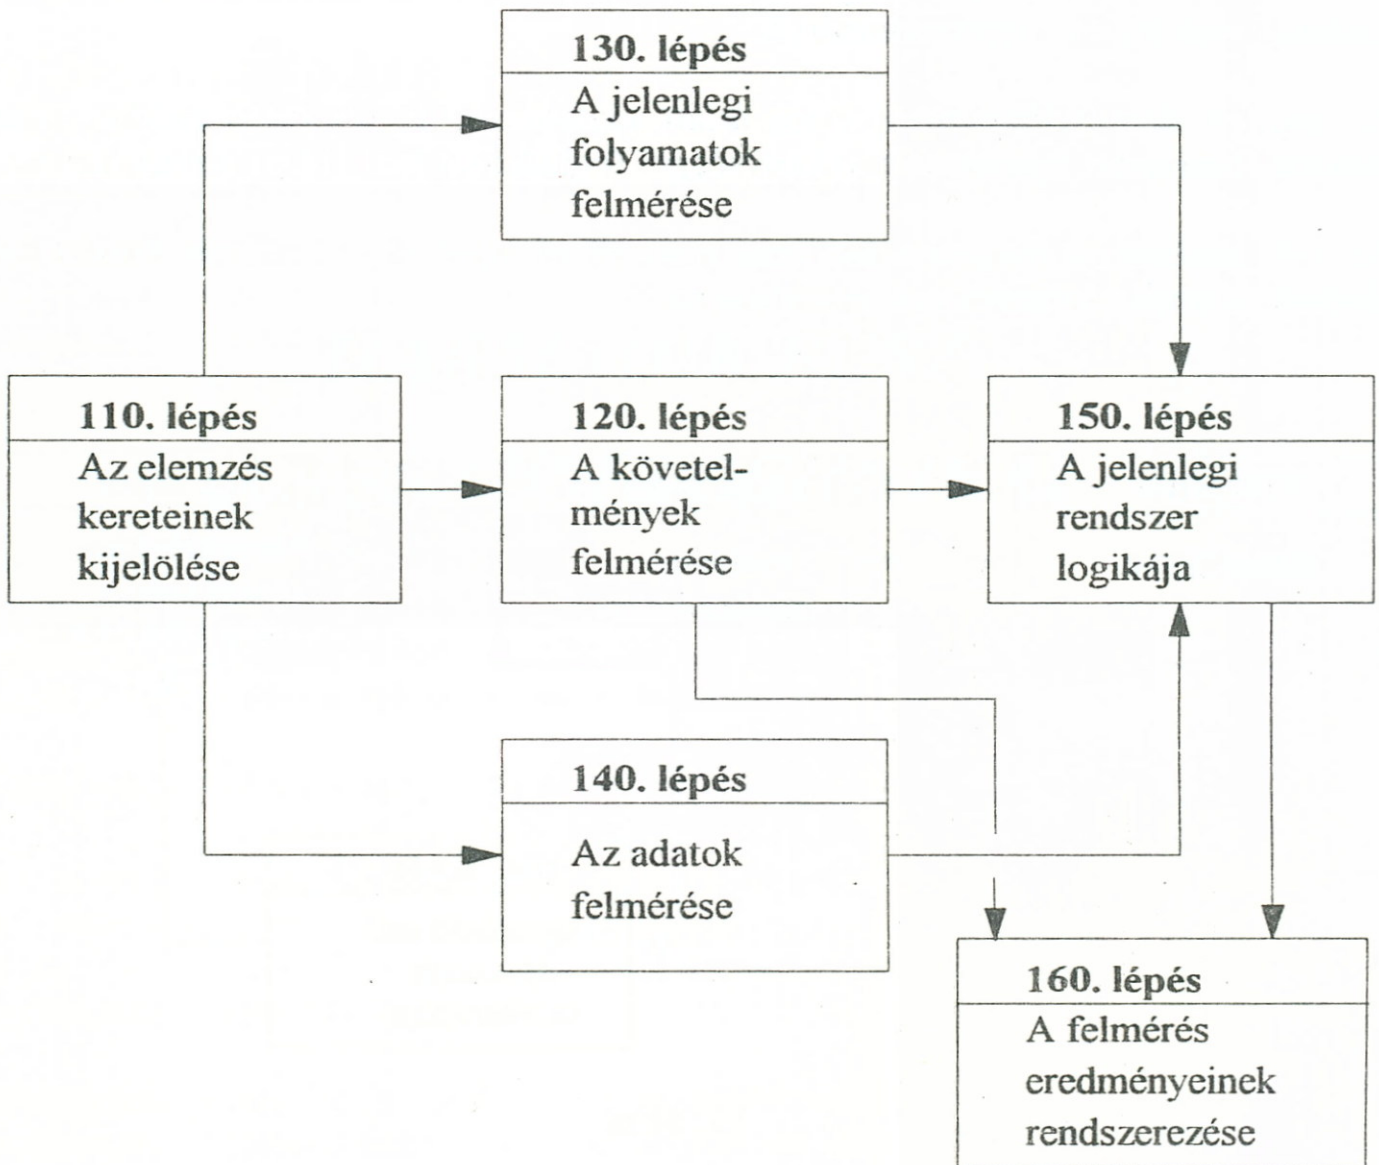 130. lépés
A jelenlegi
folyamatok
felmérése
110. lépés
Az elemzés
kereteinek
kijelölése
120. lépés
A követel-
mények
felmérése
150. lépés
A jelenlegi
rendszer
logikája
140. lépés
Az adatok
felmérése
160. lépés
A felmérés
eredményeinek
rendszerezése